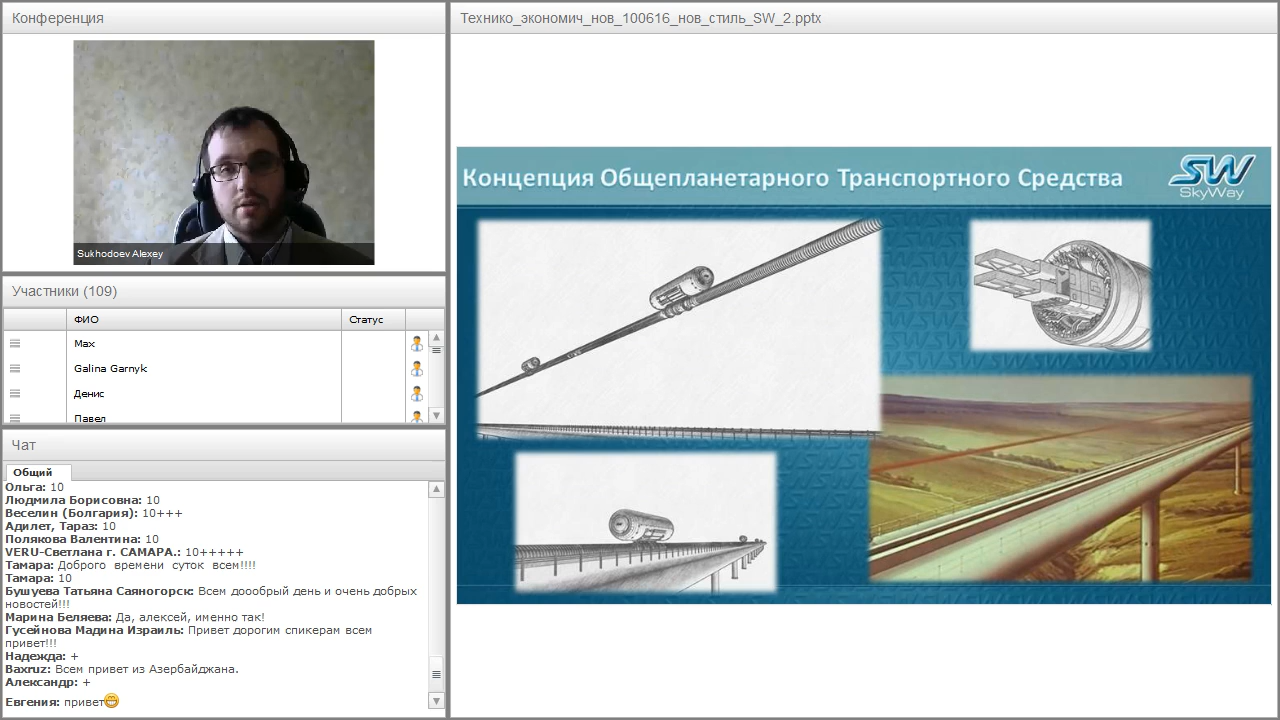 Конференция
Sukhodoev Alexey
Участники (109)
ФИО Статус
Max
Galina Garnyk
Денис
Павел
Чат
Общий
Ольга: 10
Людмила Борисовна: 10
Веселин (Болгария): 10+++
Адилет, Тараз: 10
Полякова Валентина: 10
VERU-Светлана г. САМАРА.: 10+++++
Тамара: Доброго времени суток всем!!!!
Тамара: 10
Бушуева Татьяна Саяногорск: Всем дообрый день и очень добрых
новостей!!!
Марина Беляева: Да, алексей, именно так!
Гусейнова Мадина Израиль: Привет дорогим спикерам всем
привет!!!
Надежда: +
Baxruz: Всем привет из Азербайджана.
Александр: +
Евгения: привет
Технико_экономич_нов_100616_нов_стиль_SW_2.pptx
Концепция Общепланетарного Транспортного Средства
SW
SkyWay